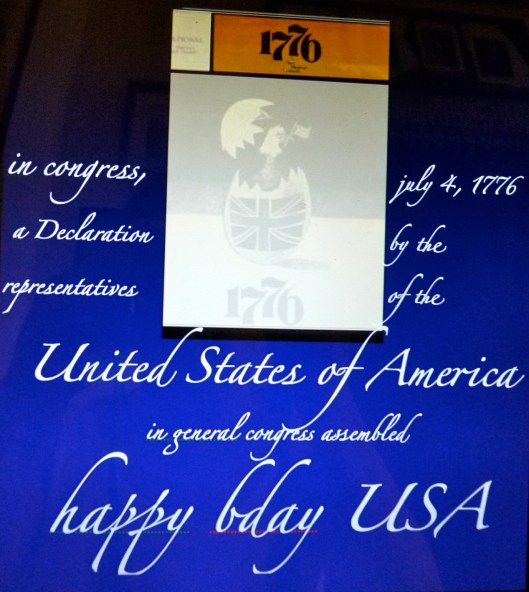 1776
in congress,
july 4, 1776
a Declaration
by the
representatives
of the
1776
United States of America
in general congress assembled
happy bday USA